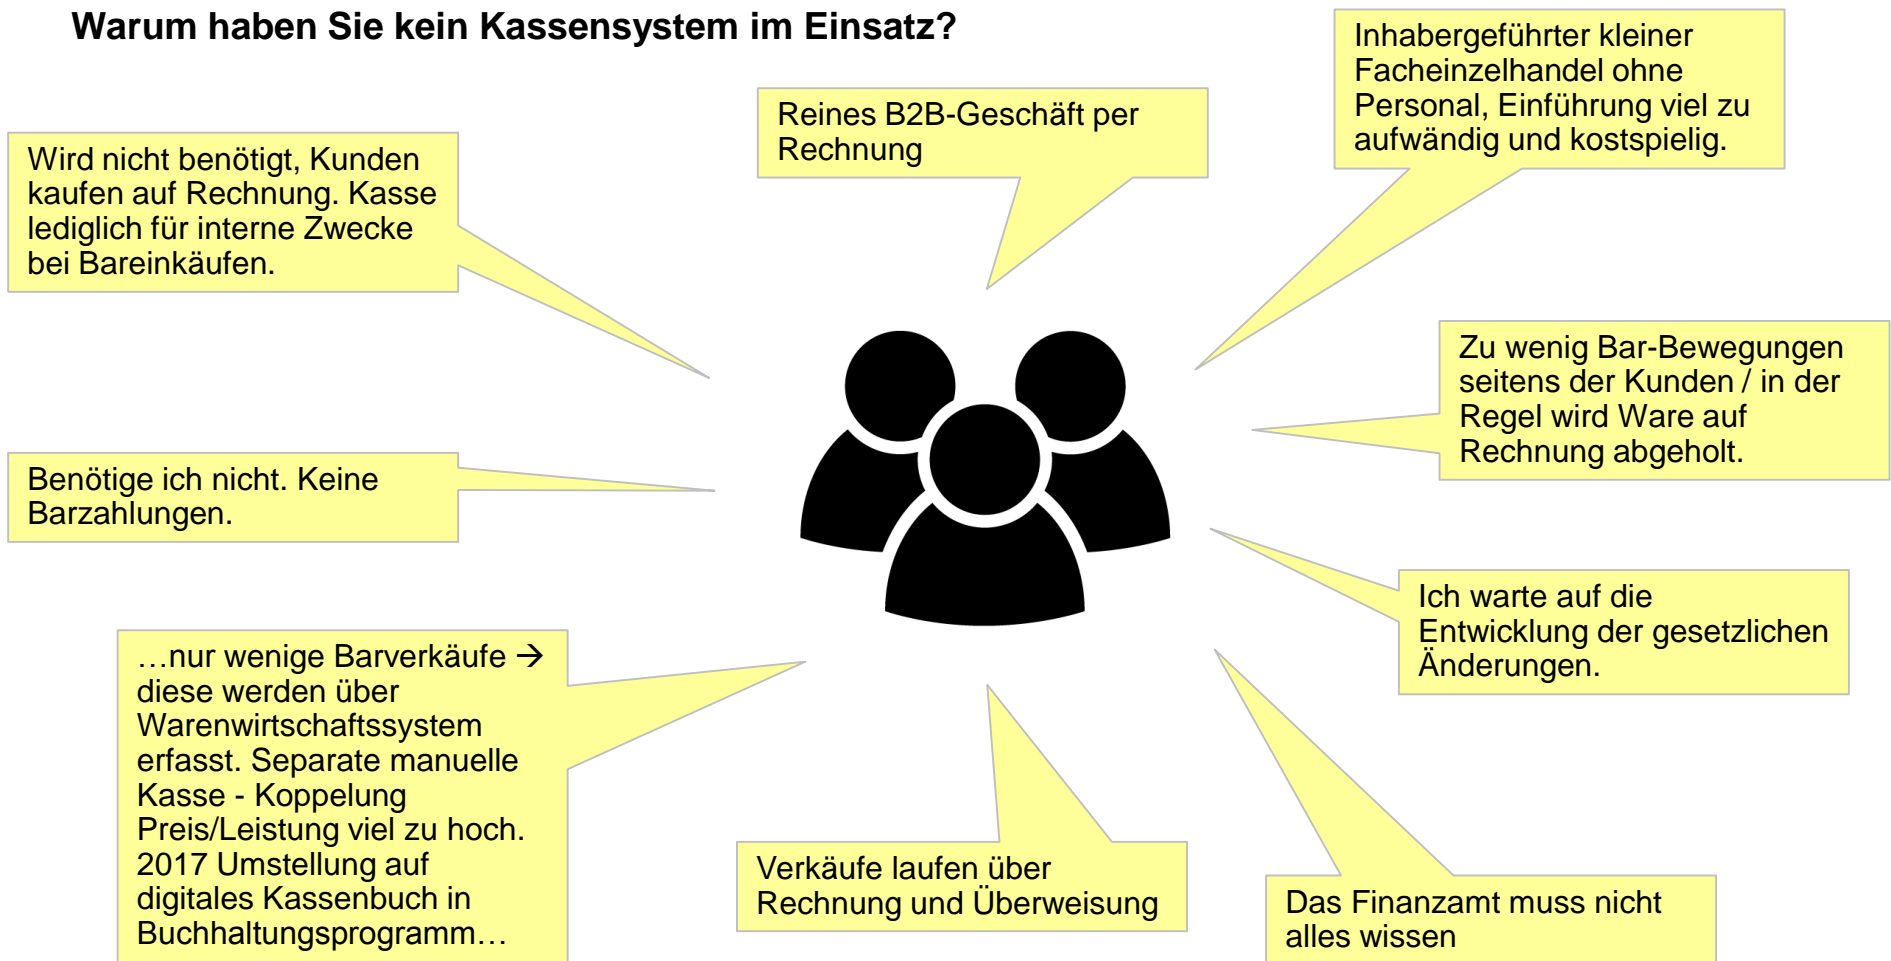 Warum haben Sie kein Kassensystem im Einsatz?
Inhabergeführter kleiner
Facheinzelhandel ohne
Personal, Einführung viel zu
aufwändig und kostspielig.
Reines B2B-Geschäft per
Rechnung
Wird nicht benötigt, Kunden
kaufen auf Rechnung. Kasse
lediglich für interne Zwecke
bei Bareinkäufen.
Zu wenig Bar-Bewegungen
seitens der Kunden / in der
Regel wird Ware auf
Rechnung abgeholt.
Benötige ich nicht. Keine
Barzahlungen.
Ich warte auf die
Entwicklung der gesetzlichen
Änderungen.
…nur wenige Barverkäufe →
diese werden über
Warenwirtschaftssystem
erfasst. Separate manuelle
Kasse - Koppelung
Preis/Leistung viel zu hoch.
2017 Umstellung auf
digitales Kassenbuch in
Buchhaltungsprogramm…
Verkäufe laufen über
Rechnung und Überweisung
Das Finanzamt muss nicht
alles wissen